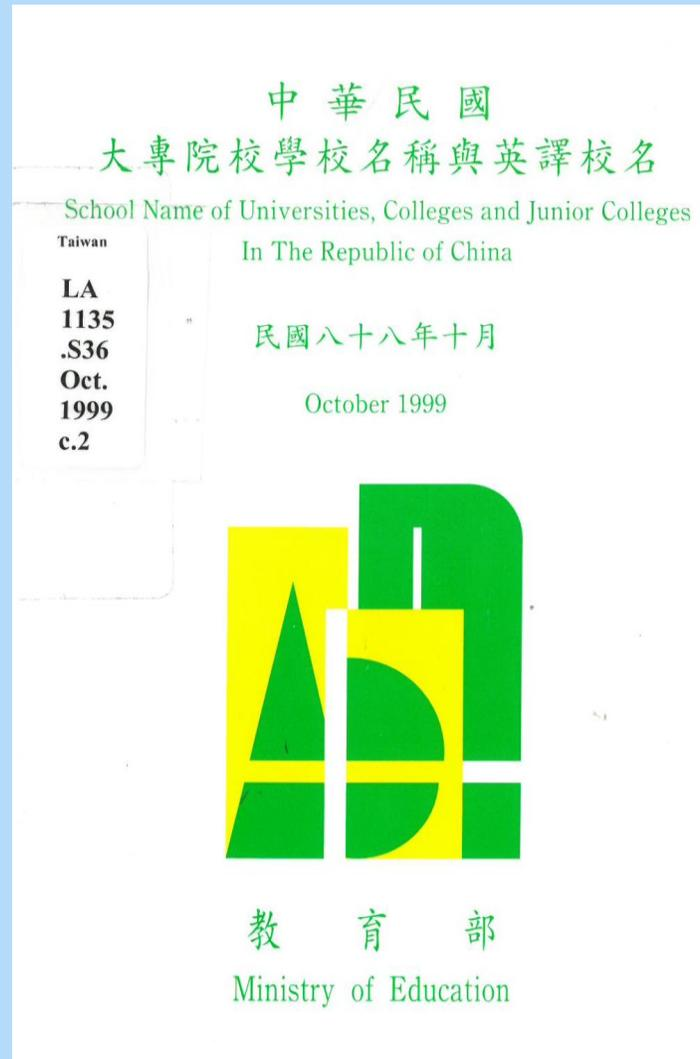 中華民國
大專院校學校名稱與英譯校名
School Name of Universities, Colleges and Junior Colleges
In The Republic of China
Taiwan
LA
1135
.S36
Oct.
1999
c.2
民國八十八年十月
October 1999
教育部
Ministry of Education